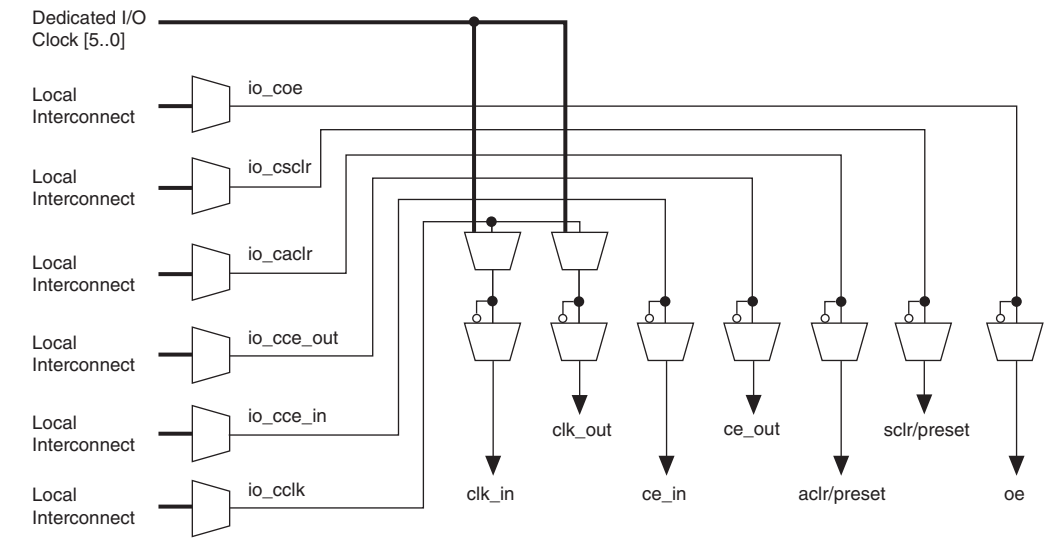 Dedicated I/O
Clock [5..0]
Local
Interconnect
io_coe
Local
Interconnect
io_csclr
Local
Interconnect
io_caclr
Local
Interconnect
io_cce_out
Local
Interconnect
io_cce_in
Local
Interconnect
io_cclk
clk_out
ce_out
sclr/preset
clk_in
ce_in
aclr/preset
oe